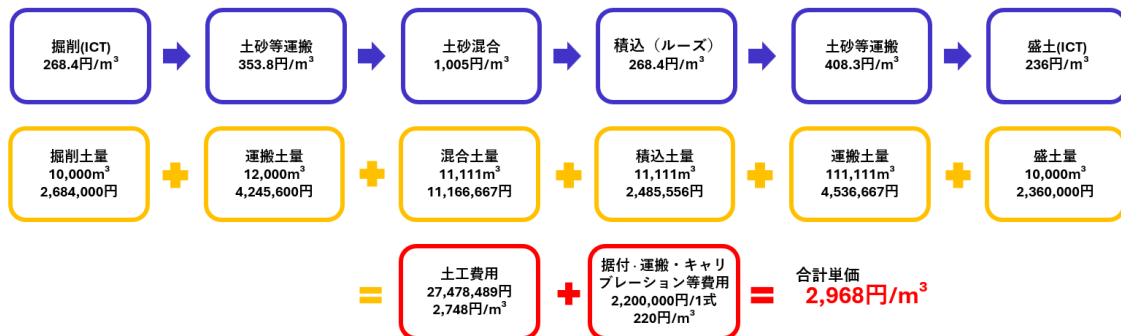 掘削(ICT)
268.4円/m³
土砂等運搬
353.8円/m³
土砂混合
1,005円/m³
積込（ルーズ）
268.4円/m³
土砂等運搬
408.3円/m³
盛土(ICT)
236円/m³
掘削土量
10,000m³
2,684,000円
運搬土量
12,000m³
4,245,600円
混合土量
11,111m³
11,166,667円
積込土量
11,111m³
2,485,556円
運搬土量
111,111m³
4,536,667円
盛土量
10,000m³
2,360,000円
土工費用
27,478,489円
2,748円/m³
据付・運搬・キャリ
ブレーション等費用
2,200,000円/1式
220円/m³
合計単価
2,968円/m³